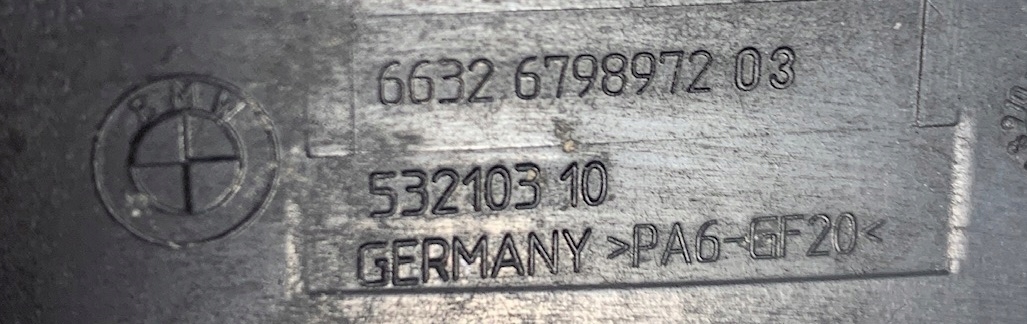 BMW
6632 6798972 03
532103 10
GERMANY >PA6-GF20<